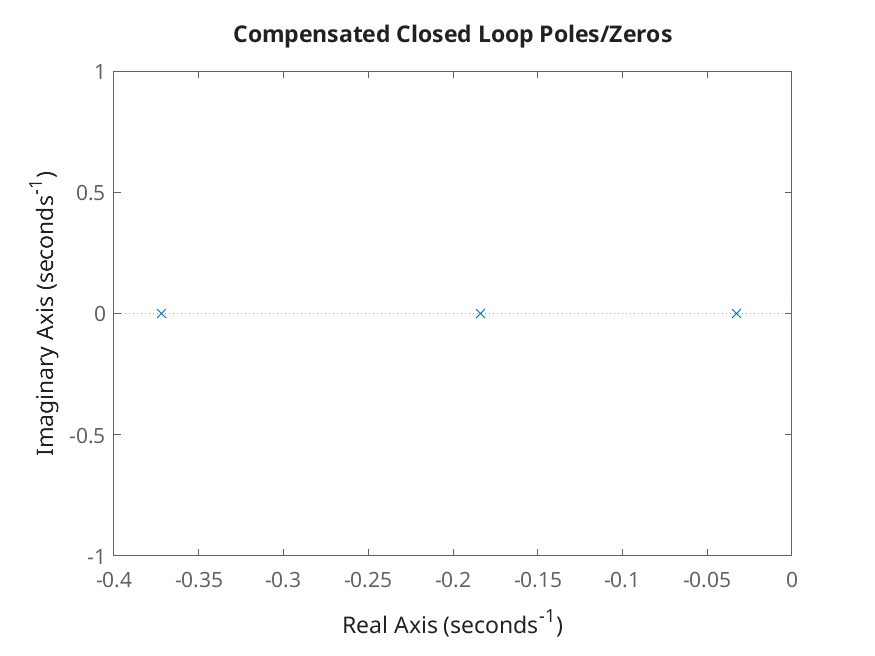 Compensated Closed Loop Poles/Zeros
1
0.5
0
-0.5
-1
Imaginary Axis (seconds⁻¹)
-0.4 -0.35 -0.3 -0.25 -0.2 -0.15 -0.1 -0.05 0
Real Axis (seconds⁻¹)